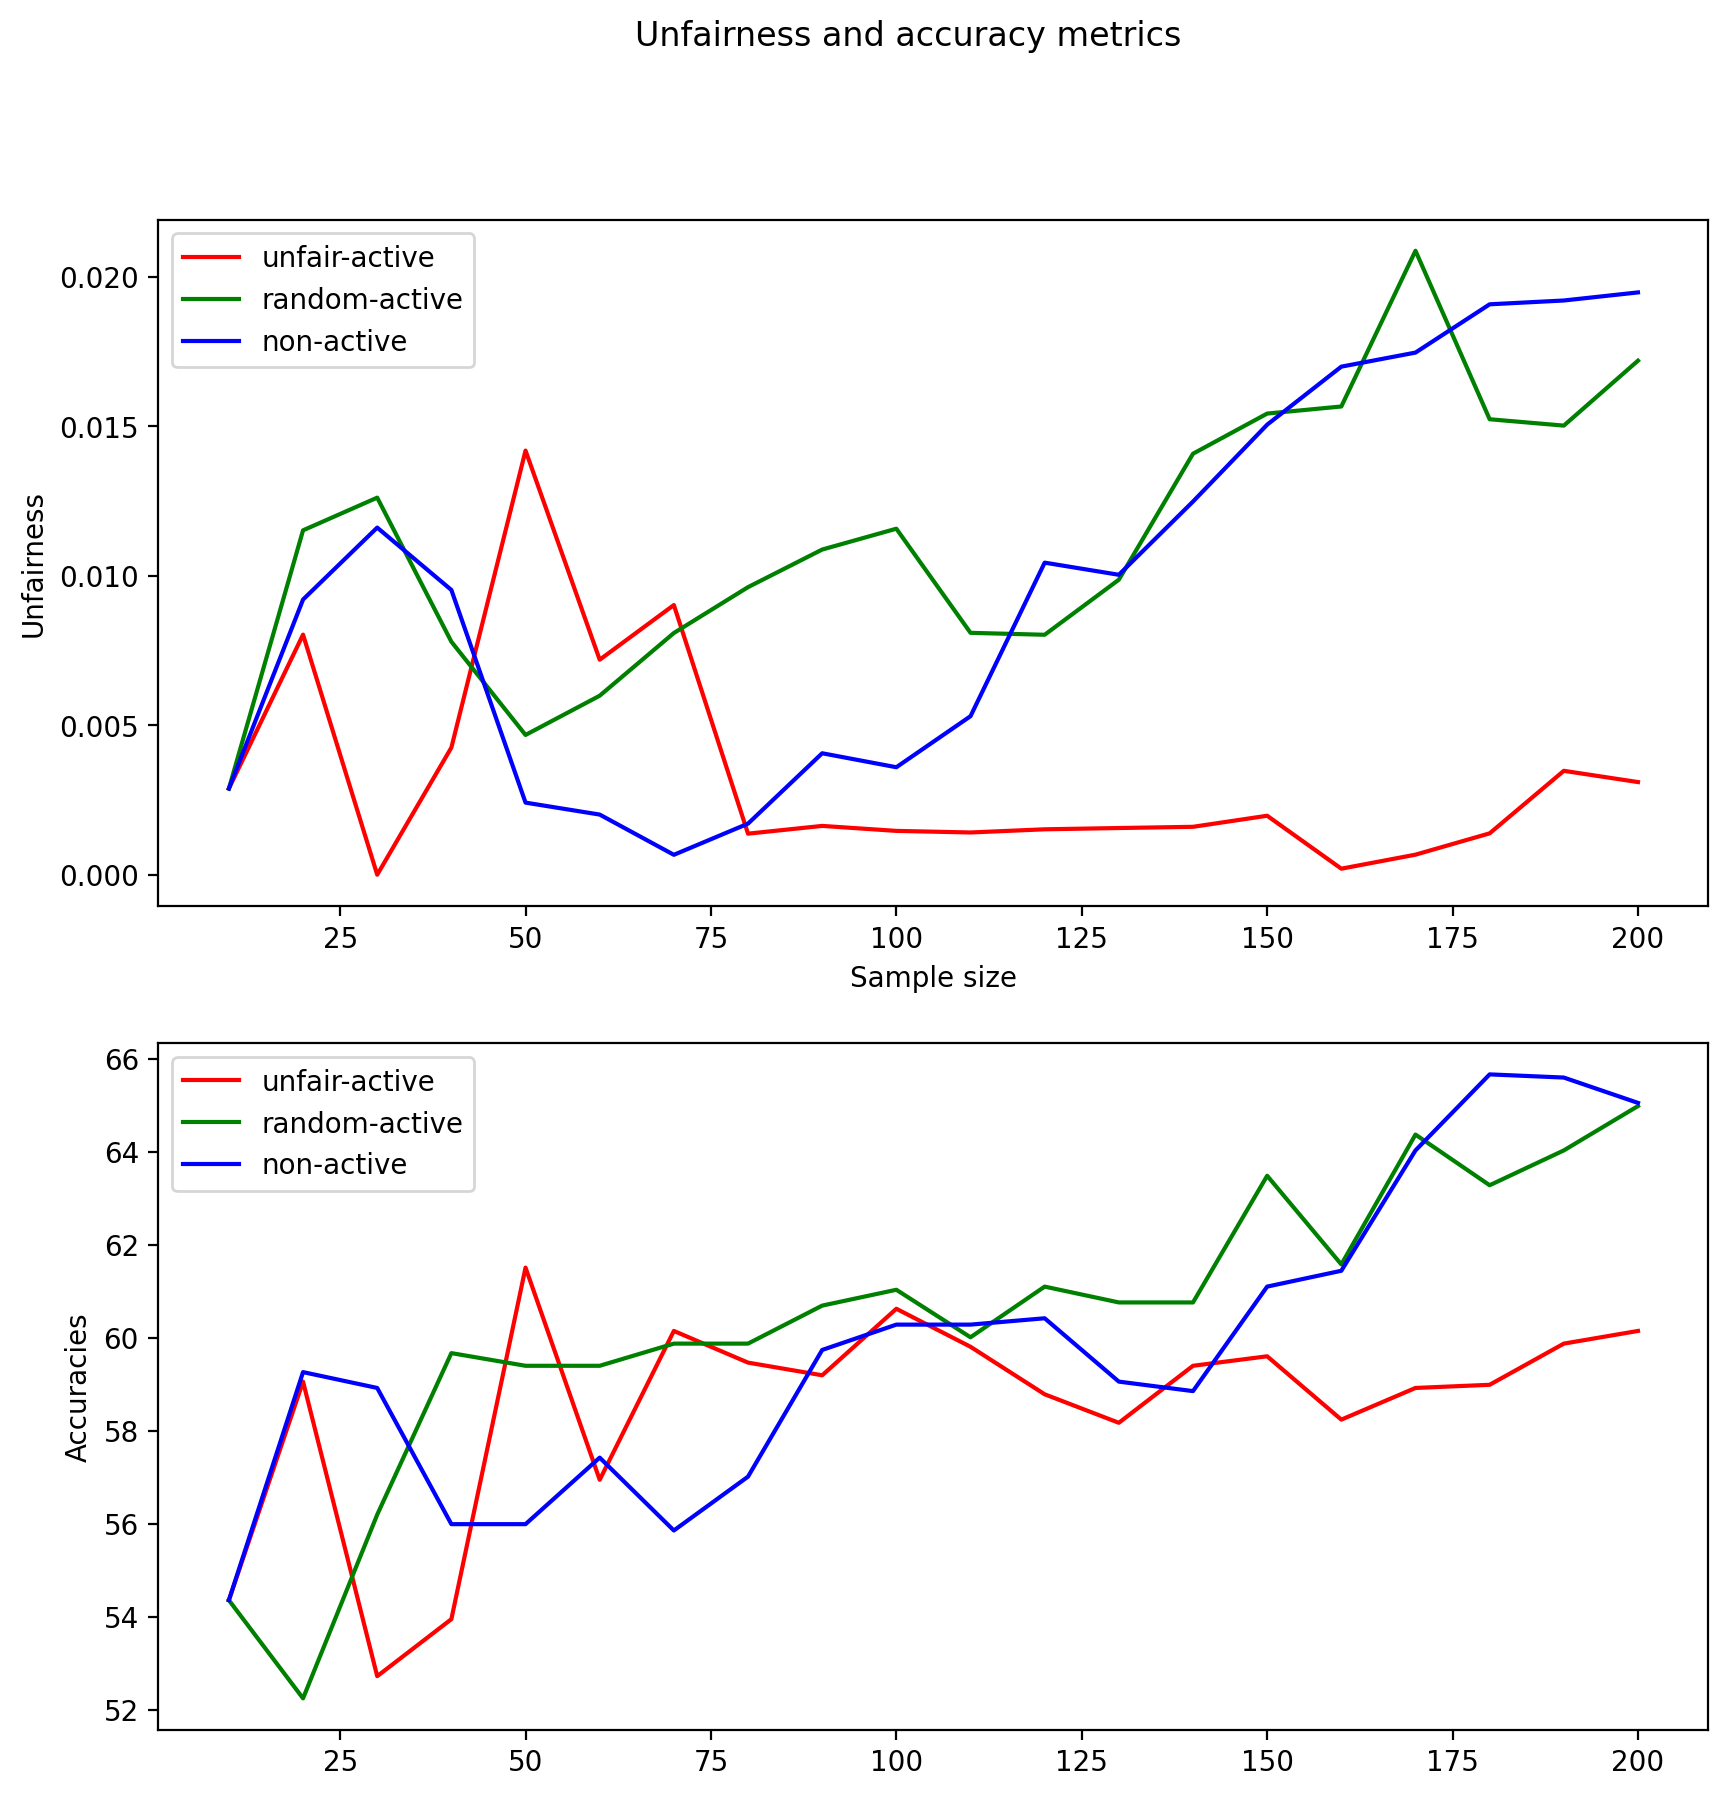 Unfairness and accuracy metrics
unfair-active
random-active
non-active
0.020
0.015
0.010
0.005
0.000
Unfairness
25 50 75 100 125 150 175 200
Sample size
unfair-active
random-active
non-active
66
64
62
60
58
56
54
52
Accuracies
25 50 75 100 125 150 175 200